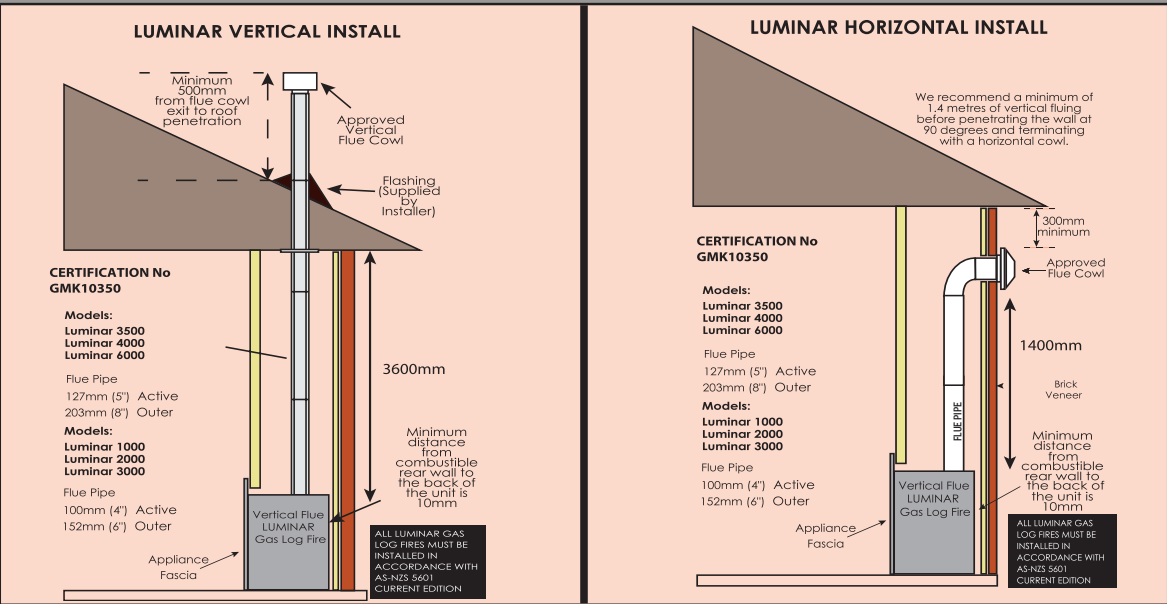 LUMINAR VERTICAL INSTALL
Minimum
500mm
from flue cowl
exit to roof
penetration
Approved
Vertical
Flue Cowl
Flashing
(Supplied
by
Installer)
CERTIFICATION No
GMK10350
Models:
Luminar 3500
Luminar 4000
Luminar 6000
Flue Pipe
127mm (5") Active
203mm (8") Outer
Models:
Luminar 1000
Luminar 2000
Luminar 3000
Flue Pipe
100mm (4") Active
152mm (6") Outer
3600mm
Minimum
distance
from
combustible
rear wall to
the back of
the unit is
10mm
Vertical Flue
LUMINAR
Gas Log Fire
Appliance
Fascia
ALL LUMINAR GAS
LOG FIRES MUST BE
INSTALLED IN
ACCORDANCE WITH
AS-NZS 5601
CURRENT EDITION
LUMINAR HORIZONTAL INSTALL
We recommend a minimum of
1.4 metres of vertical fluing
before penetrating the wall at
90 degrees and terminating
with a horizontal cowl.
300mm
minimum
Approved
Flue Cowl
CERTIFICATION No
GMK10350
Models:
Luminar 3500
Luminar 4000
Luminar 6000
Flue Pipe
127mm (5") Active
203mm (8") Outer
Models:
Luminar 1000
Luminar 2000
Luminar 3000
Flue Pipe
100mm (4") Active
152mm (6") Outer
1400mm
Brick
Veneer
FLUE PIPE
Minimum
distance
from
combustible
rear wall to
the back of
the unit is
10mm
Vertical Flue
LUMINAR
Gas Log Fire
Appliance
Fascia
ALL LUMINAR GAS
LOG FIRES MUST BE
INSTALLED IN
ACCORDANCE WITH
AS-NZS 5601
CURRENT EDITION